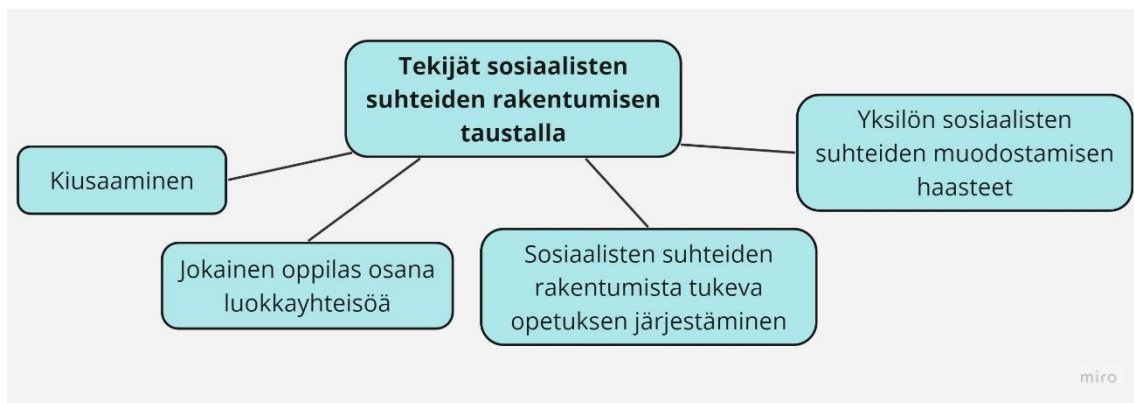 Tekijät sosiaalisten
suhteiden rakentumisen
taustalla
Kiusaaminen
Jokainen oppilas osana
luokkayhteisöä
Sosiaalisten suhteiden
rakentumista tukeva
opetuksen järjestäminen
Yksilön sosiaalisten
suhteiden muodostamisen
haasteet
miro